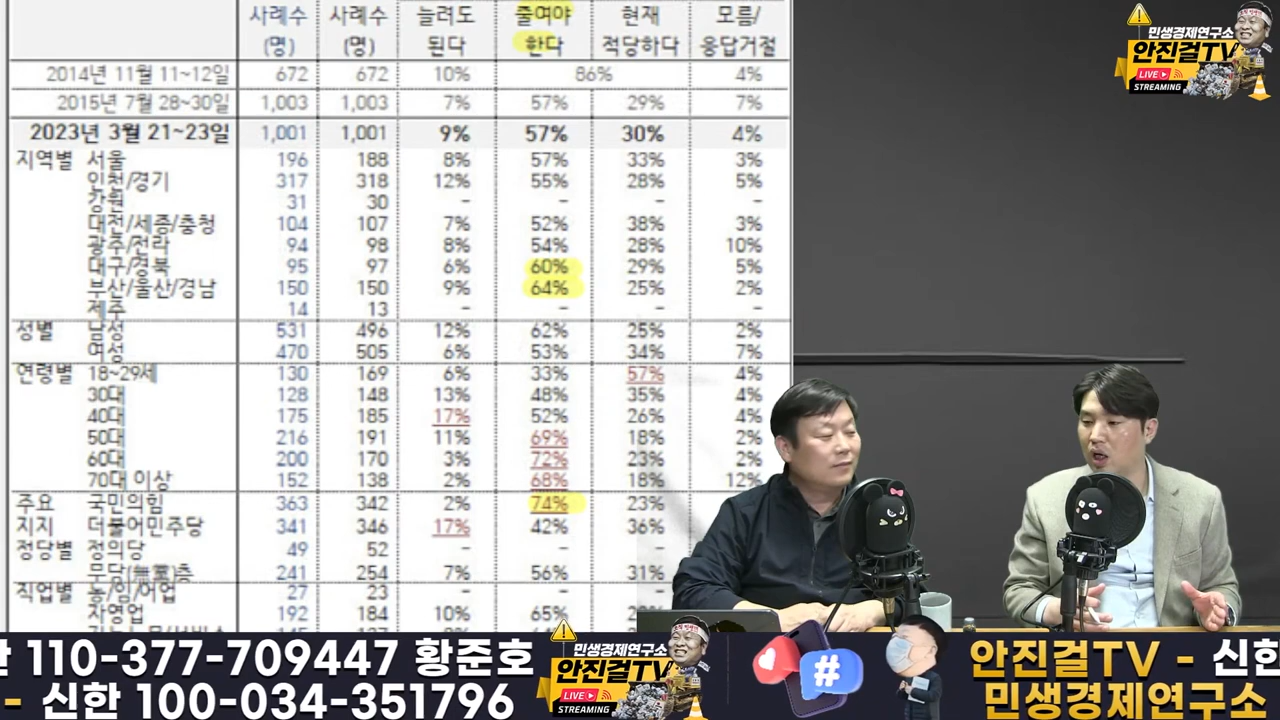 사례수 사례수 늘려도 줄여야 현재 모름/
(명) (명) 된다 한다 적당하다 응답거절
2014년 11월 11~12일 672 672 10% 86% 4%
2015년 7월 28~30일 1,003 1,003 7% 57% 29% 7%
2023년 3월 21~23일 1,001 1,001 9% 57% 30% 4%
지역별 서울 196 188 8% 57% 33% 3%
인천/경기 317 318 12% 55% 28% 5%
강원 31 30 - - - -
대전/세종/충청 104 107 7% 52% 38% 3%
광주/전라 94 98 8% 54% 28% 10%
대구/경북 95 97 6% 60% 29% 5%
부산/울산/경남 150 150 9% 64% 25% 2%
제주 14 13 - - - -
성별 남성 531 496 12% 62% 25% 2%
여성 470 505 6% 53% 34% 7%
연령별 18~29세 130 169 6% 33% 57% 4%
30대 128 148 13% 48% 35% 4%
40대 175 185 17% 52% 26% 4%
50대 216 191 11% 69% 18% 2%
60대 200 170 3% 72% 23% 2%
70대 이상 152 138 2% 68% 18% 12%
주요 국민의힘 363 342 2% 74% 23%
지지 더불어민주당 341 346 17% 42% 36%
정당별 정의당 49 52 - - -
무당(無黨)층 241 254 7% 56% 31%
직업별 농/임/어업 27 23 - -
자영업 192 184 10% 65%
민생경제연구소
안진걸TV
LIVE
STREAMING
110-377-709447 황준호
- 신한 100-034-351796
민생경제연구소
안진걸TV
LIVE
STREAMING
#
안진걸TV - 신한
민생경제연구소